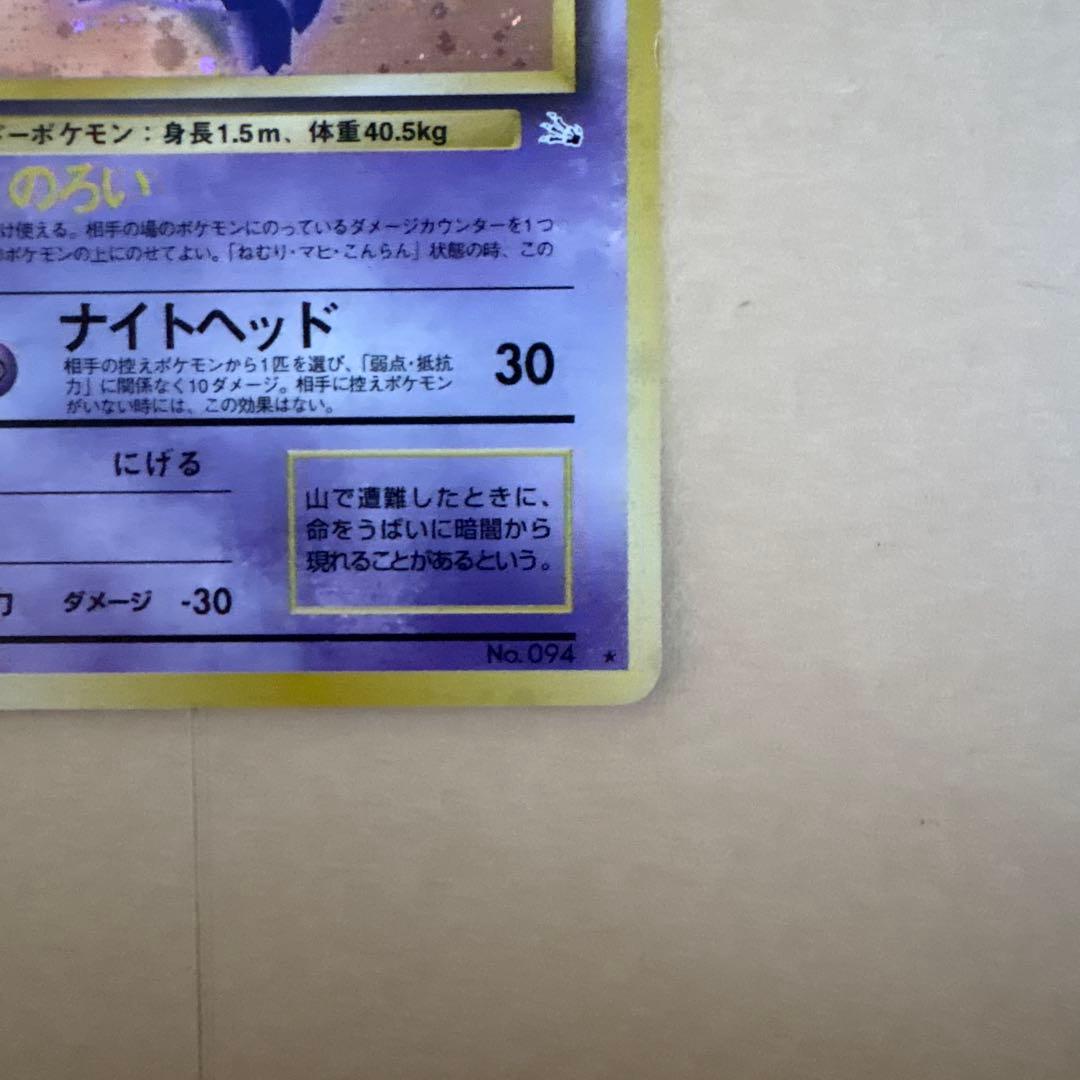 ーポケモン：身長1.5m、体重40.5kg
のろい
け使える。相手の場のポケモンにのっているダメージカウンターを1つ
ポケモンの上にのせてよい。「ねむり・マヒ・こんらん」状態の時、この
ナイトヘッド
30
相手の控えポケモンから1匹を選び、「弱点・抵抗
力」に関係なく10ダメージ。相手に控えポケモン
がいない時には、この効果はない。
にげる
山で遭難したときに、
命をうばいに暗闇から
現れることがあるという。
力 ダメージ -30
No. 094 ★